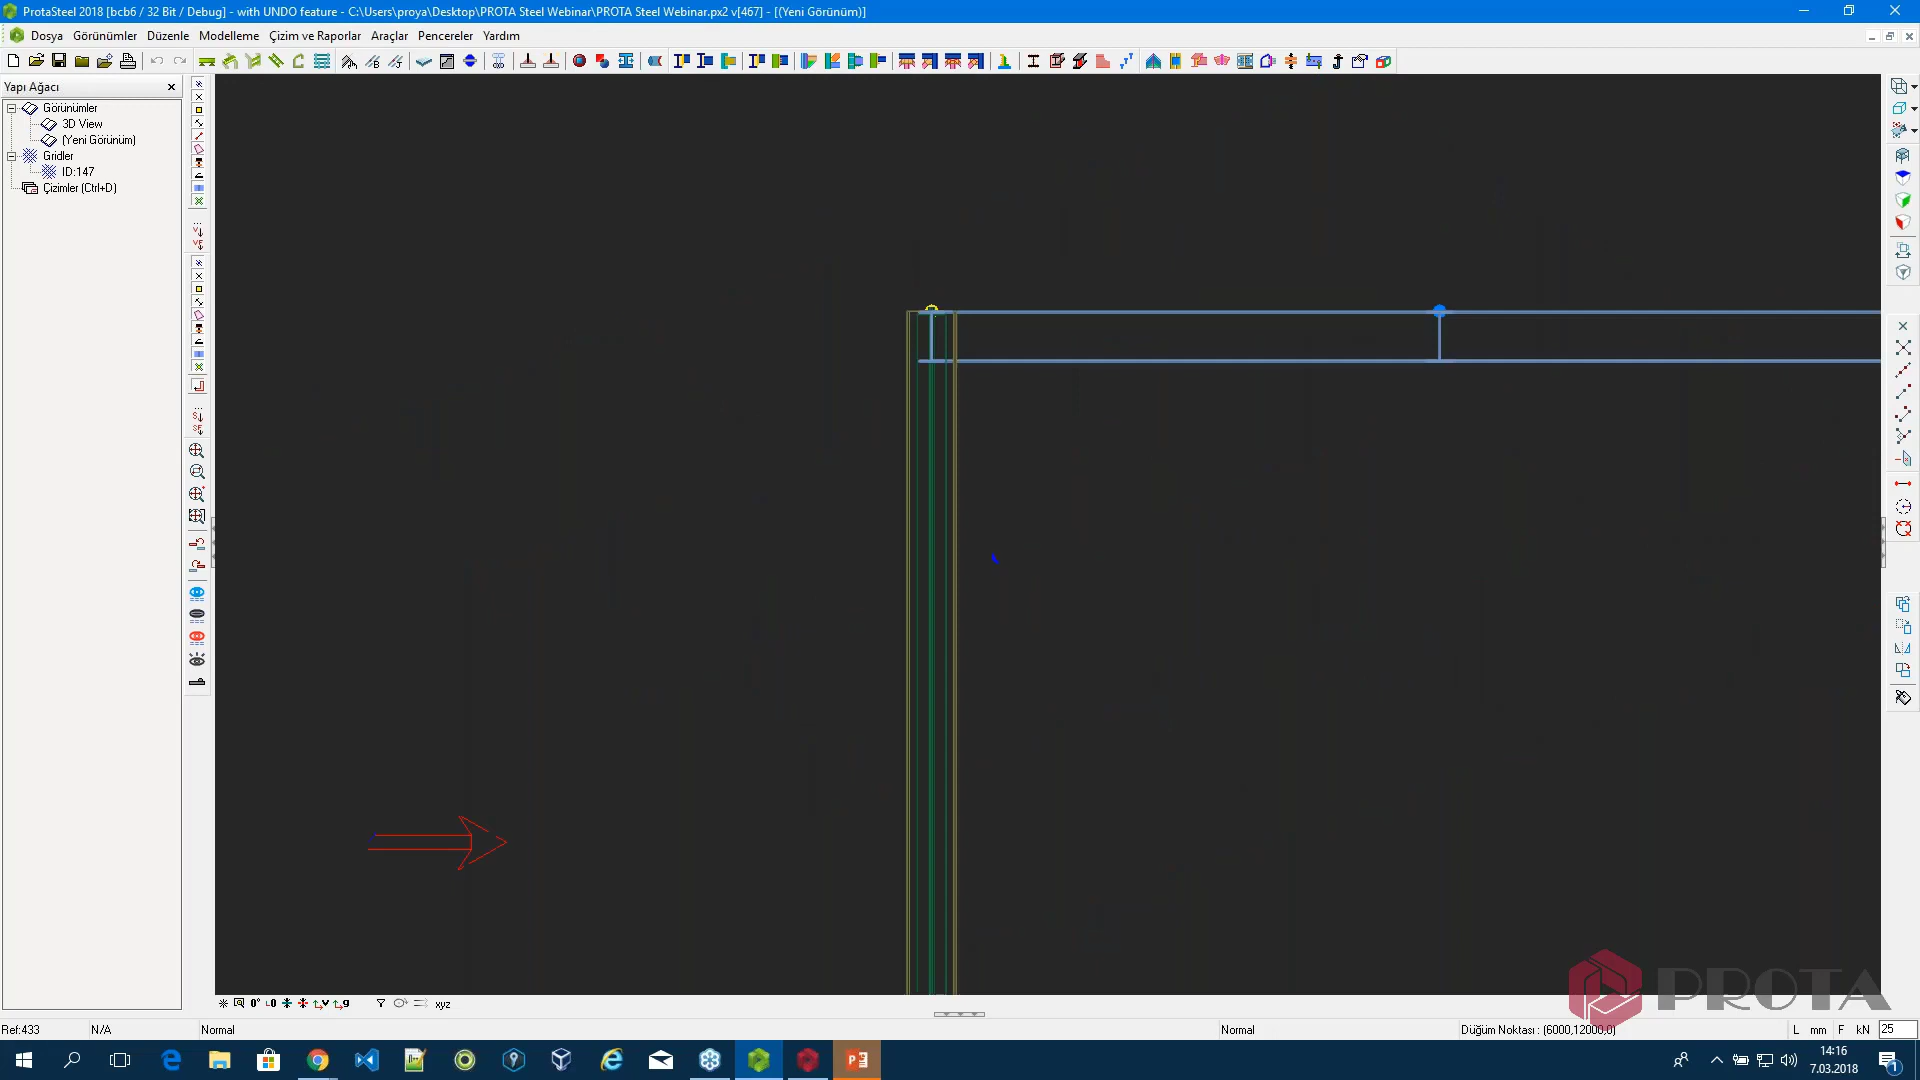 ProtaSteel 2018 [bcb6 / 32 Bit / Debug] - with UNDO feature - C:\Users\proya\Desktop\PROTA Steel Webinar\PROTA Steel Webinar.px2 v[467] - [(Yeni Görünüm)]
Dosya Görünümler Düzenle Modelleme Çizim ve Raporlar Araçlar Pencereler Yardım
Yapı Ağacı
Görünümler
3D View
(Yeni Görünüm)
Gridler
ID:147
Çizimler (Ctrl+D)
xyz
PROTA
Ref:433 N/A Normal Normal Düğüm Noktası : (6000,12000,0) L mm F kN 25
14:16
7.03.2018